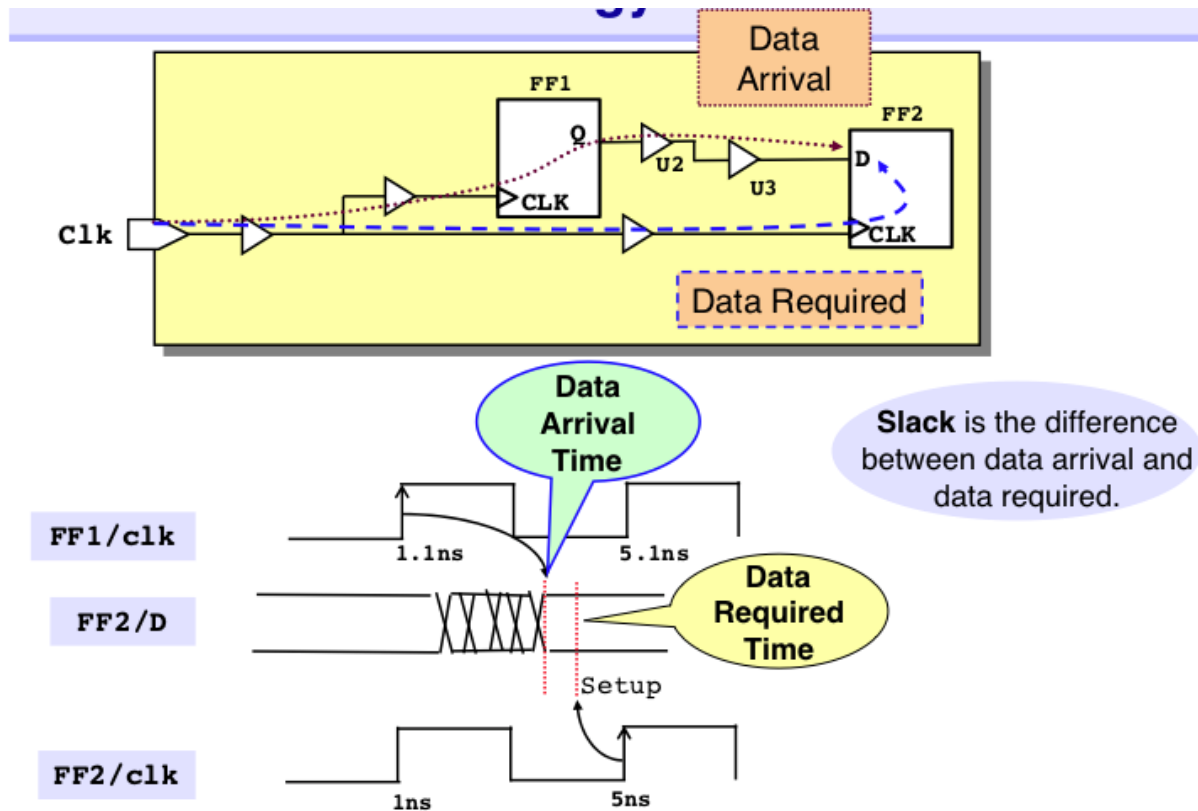 Data
Arrival
FF1
FF2
Q
D
U2
U3
CLK
Clk
CLK
Data Required
Data
Arrival
Time
Slack is the difference
between data arrival and
data required.
FF1/clk
1.1ns
5.1ns
FF2/D
Data
Required
Time
Setup
FF2/clk
1ns
5ns